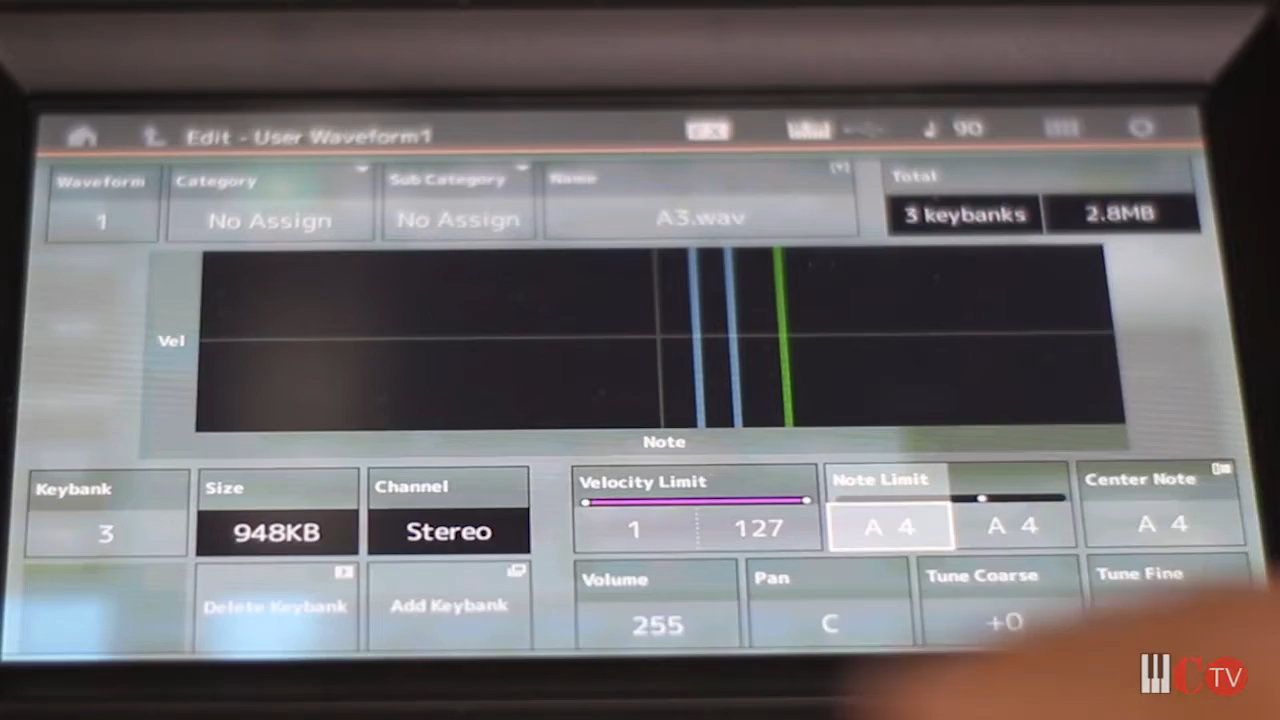 Edit - User Waveform1
90
Waveform
1
Category
No Assign
Sub Category
No Assign
Name
A3.wav
Total
3 keybanks
2.8MB
Vel
Note
Keybank
3
Size
948KB
Channel
Stereo
Velocity Limit
1
127
Note Limit
A 4
A 4
Center Note
A 4
Delete Keybank
Add Keybank
Volume
255
Pan
C
Tune Coarse
+0
Tune Fine
C TV